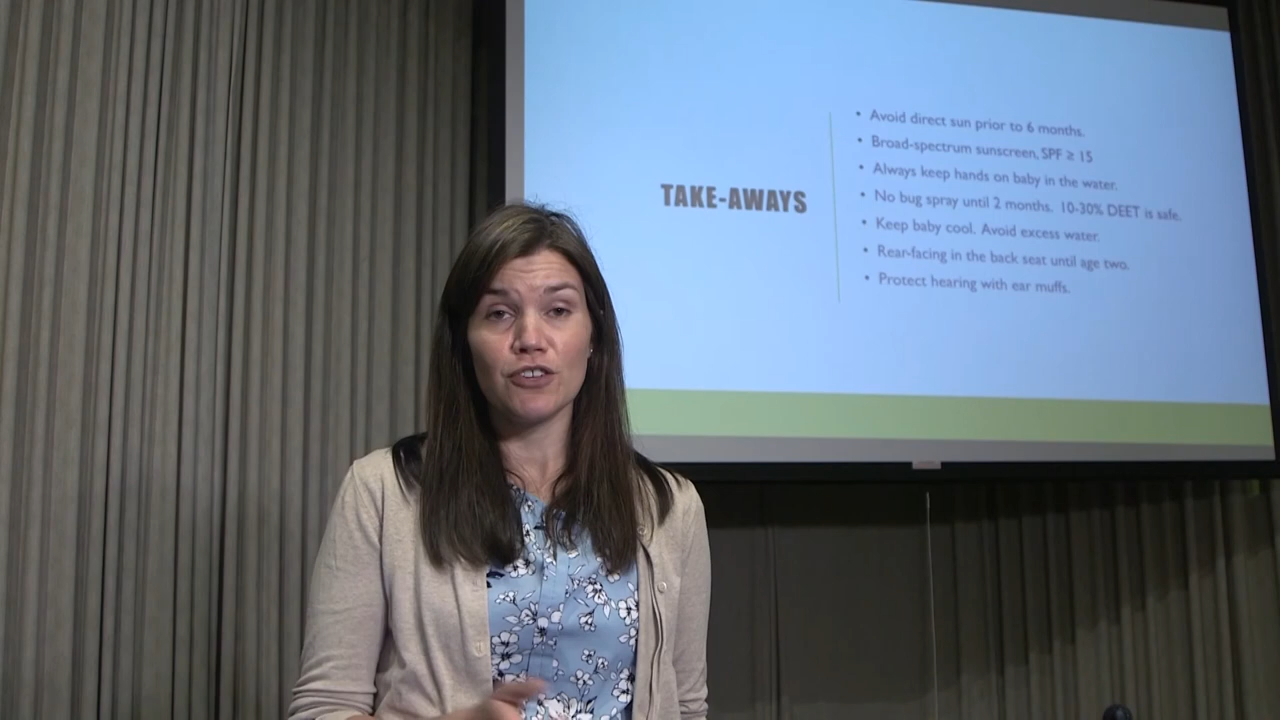 TAKE-AWAYS
• Avoid direct sun prior to 6 months.
• Broad-spectrum sunscreen, SPF ≥ 15
• Always keep hands on baby in the water.
• No bug spray until 2 months. 10-30% DEET is safe.
• Keep baby cool. Avoid excess water.
• Rear-facing in the back seat until age two.
• Protect hearing with ear muffs.